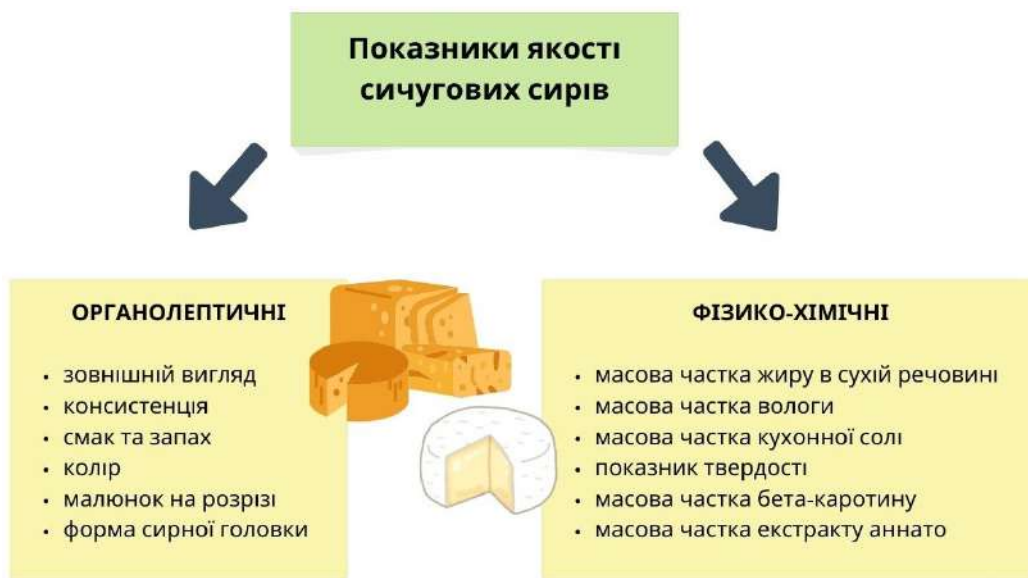 Показники якості
сичугових сирів
ОРГАНОЛЕПТИЧНІ
• зовнішній вигляд
• консистенція
• смак та запах
• колір
• малюнок на розрізі
• форма сирної головки
ФІЗИКО-ХІМІЧНІ
• масова частка жиру в сухій речовині
• масова частка вологи
• масова частка кухонної солі
• показник твердості
• масова частка бета-каротину
• масова частка екстракту аннато